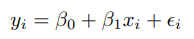 yᵢ = β₀ + β₁xᵢ + ϵᵢ